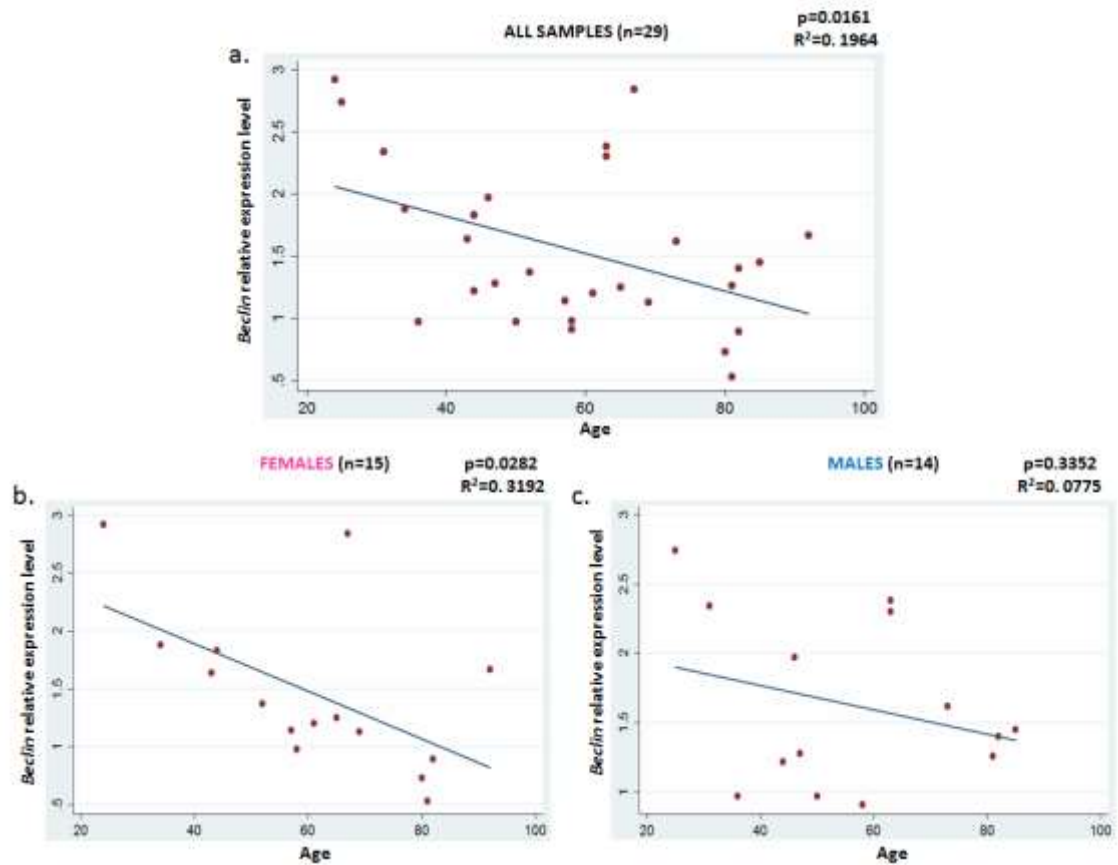 ALL SAMPLES (n=29)
p=0.0161
R²=0. 1964
a.
Beclin relative expression level
3
2.5
2
1.5
1
.5
20 40 60 80 100
Age
FEMALES (n=15)
p=0.0282
R²=0. 3192
b.
Beclin relative expression level
3
2.5
2
1.5
1
.5
20 40 60 80 100
Age
MALES (n=14)
p=0.3352
R²=0. 0775
c.
Beclin relative expression level
3
2.5
2
1.5
1
20 40 60 80 100
Age